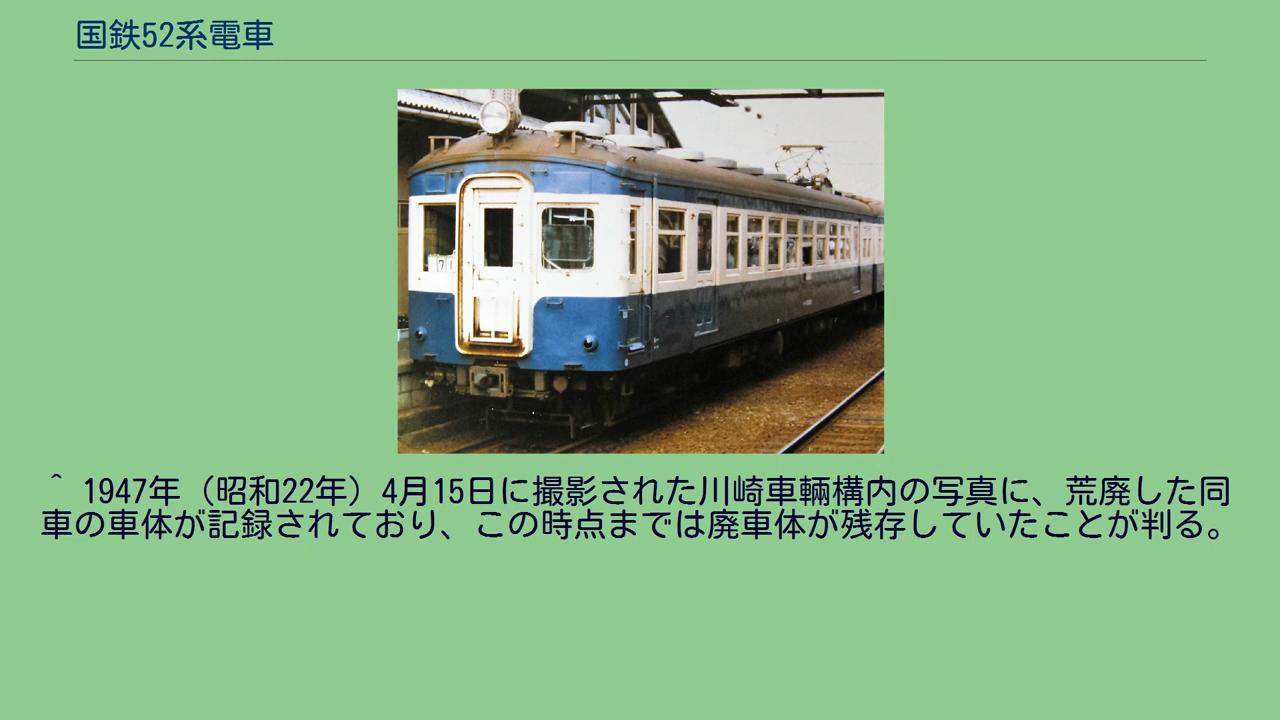 国鉄52系電車
^ 1947年（昭和22年）4月15日に撮影された川崎車輛構内の写真に、荒廃した同
車の車体が記録されており、この時点までは廃車体が残存していたことが判る。